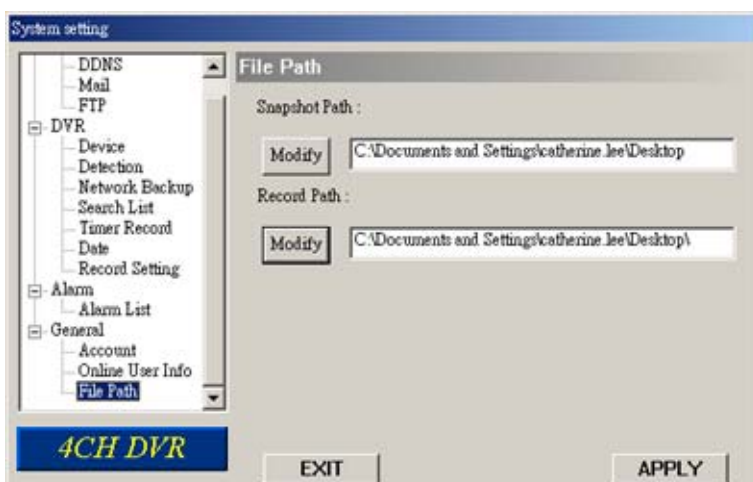 System setting
DDNS
Mail
FTP
DVR
Device
Detection
Network Backup
Search List
Timer Record
Date
Record Setting
Alarm
Alarm List
General
Account
Online User Info
File Path
4CH DVR
File Path
Snapshot Path :
Modify C:\Documents and Settings\catherine.lee\Desktop
Record Path :
Modify C:\Documents and Settings\catherine.lee\Desktop\
EXIT APPLY